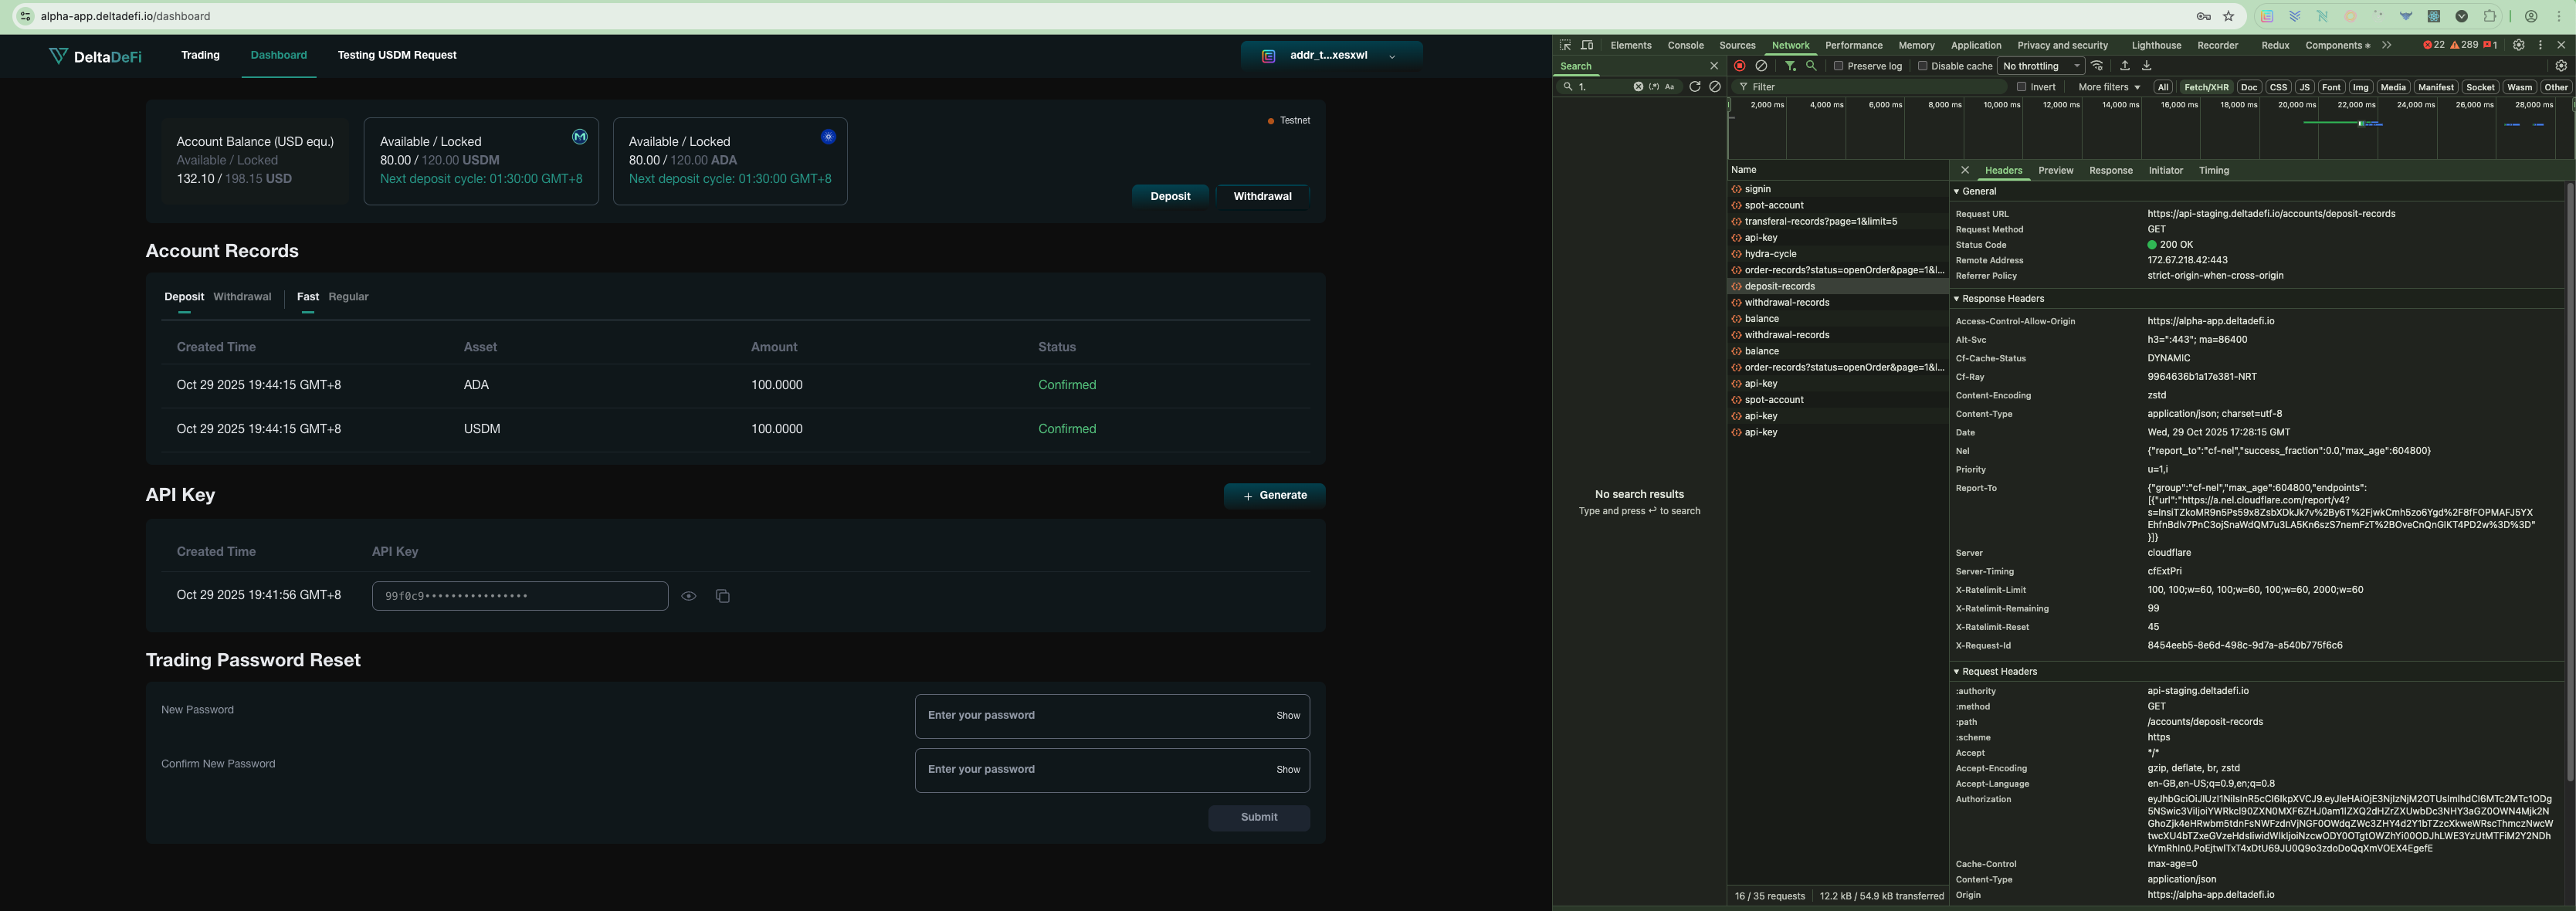 alpha-app.deltadefi.io/dashboard
DeltaDeFi
Trading
Dashboard
Testing USDM Request
addr_t...xesxwl
Account Balance (USD equ.)
Available / Locked
132.10 / 198.15 USD
Available / Locked
80.00 / 120.00 USDM
Next deposit cycle: 01:30:00 GMT+8
Available / Locked
80.00 / 120.00 ADA
Next deposit cycle: 01:30:00 GMT+8
Testnet
Deposit
Withdrawal
Account Records
Deposit Withdrawal Fast Regular
Created Time Asset Amount Status
Oct 29 2025 19:44:15 GMT+8 ADA 100.0000 Confirmed
Oct 29 2025 19:44:15 GMT+8 USDM 100.0000 Confirmed
API Key
+ Generate
Created Time API Key
Oct 29 2025 19:41:56 GMT+8 99f0c9••••••••••••••••
Trading Password Reset
New Password
Enter your password Show
Confirm New Password
Enter your password Show
Submit
Elements Console Sources Network Performance Memory Application Privacy and security Lighthouse Recorder Redux Components 22 289 1
Search
Preserve log Disable cache No throttling
1.
Aa
Filter
Invert More filters All Fetch/XHR Doc CSS JS Font Img Media Manifest Socket Wasm Other
2,000 ms 4,000 ms 6,000 ms 8,000 ms 10,000 ms 12,000 ms 14,000 ms 16,000 ms 18,000 ms 20,000 ms 22,000 ms 24,000 ms 26,000 ms 28,000 ms
No search results
Type and press ↩ to search
Name
signin
spot-account
transferal-records?page=1&limit=5
api-key
hydra-cycle
order-records?status=openOrder&page=1&l...
deposit-records
withdrawal-records
balance
withdrawal-records
balance
order-records?status=openOrder&page=1&l...
api-key
spot-account
api-key
api-key
16 / 35 requests 12.2 kB / 54.9 kB transferred
Headers Preview Response Initiator Timing
General
Request URL https://api-staging.deltadefi.io/accounts/deposit-records
Request Method GET
Status Code 200 OK
Remote Address 172.67.218.42:443
Referrer Policy strict-origin-when-cross-origin
Response Headers
Access-Control-Allow-Origin https://alpha-app.deltadefi.io
Alt-Svc h3=":443"; ma=86400
Cf-Cache-Status DYNAMIC
Cf-Ray 9964636b1a17e381-NRT
Content-Encoding zstd
Content-Type application/json; charset=utf-8
Date Wed, 29 Oct 2025 17:28:15 GMT
Nel {"report_to":"cf-nel","success_fraction":0.0,"max_age":604800}
Priority u=1,i
Report-To {"group":"cf-nel","max_age":604800,"endpoints":
[{"url":"https://a.nel.cloudflare.com/report/v4?
}]}
Server cloudflare
Server-Timing cfExtPri
X-Ratelimit-Limit 100, 100;w=60, 100;w=60, 100;w=60, 2000;w=60
X-Ratelimit-Remaining 99
X-Ratelimit-Reset 45
X-Request-Id 8454eeb5-8e6d-498c-9d7a-a540b775f6c6
Request Headers
:authority api-staging.deltadefi.io
:method GET
:path /accounts/deposit-records
:scheme https
Accept */*
Accept-Encoding gzip, deflate, br, zstd
Accept-Language en-GB,en-US;q=0.9,en;q=0.8
Authorization
Cache-Control max-age=0
Content-Type application/json
Origin https://alpha-app.deltadefi.io